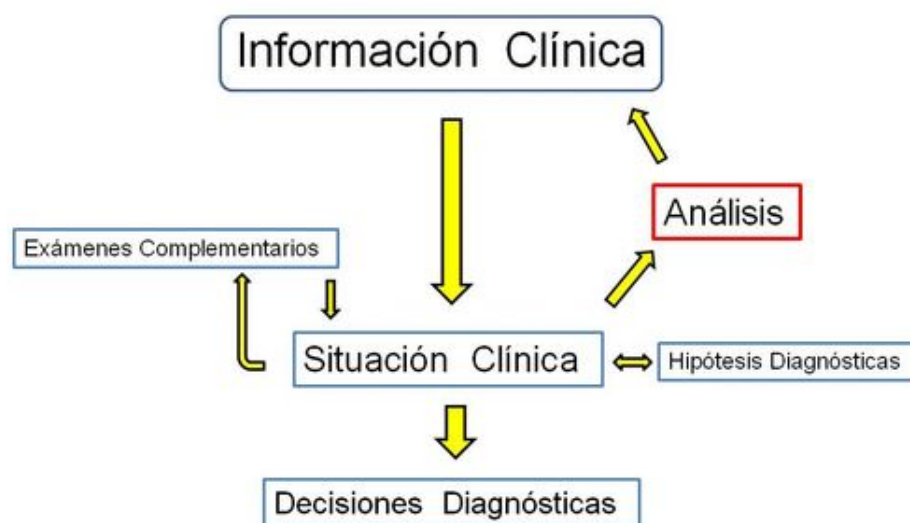 Información Clínica
Análisis
Exámenes Complementarios
Situación Clínica
Hipótesis Diagnósticas
Decisiones Diagnósticas